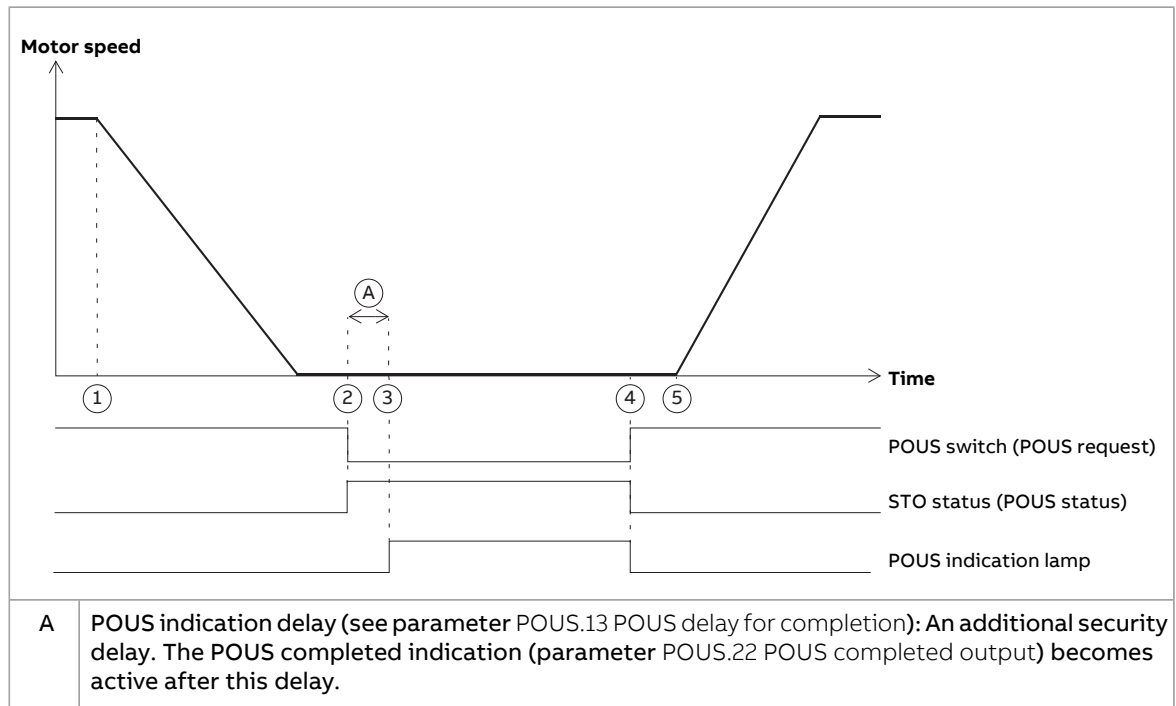 Motor speed
A
Time
1
2
3
4
5
POUS switch (POUS request)
STO status (POUS status)
POUS indication lamp
A
POUS indication delay (see parameter POUS.13 POUS delay for completion): An additional security
delay. The POUS completed indication (parameter POUS.22 POUS completed output) becomes
active after this delay.